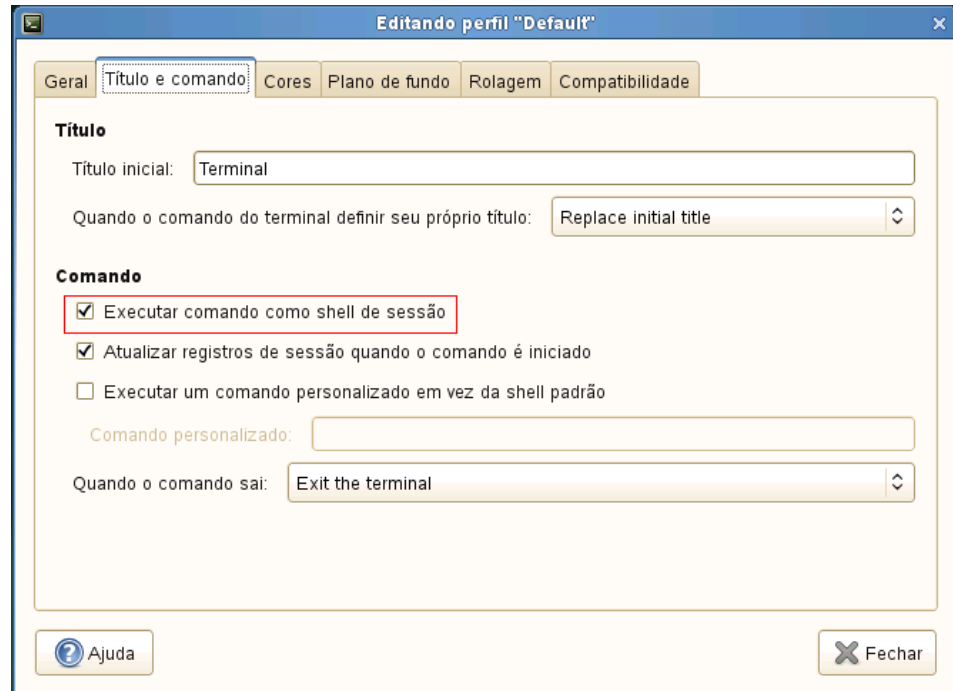 Editando perfil "Default"
Geral Título e comando Cores Plano de fundo Rolagem Compatibilidade
Título
Título inicial: Terminal
Quando o comando do terminal definir seu próprio título: Replace initial title
Comando
Executar comando como shell de sessão
Atualizar registros de sessão quando o comando é iniciado
Executar um comando personalizado em vez da shell padrão
Comando personalizado:
Quando o comando sai: Exit the terminal
Ajuda Fechar